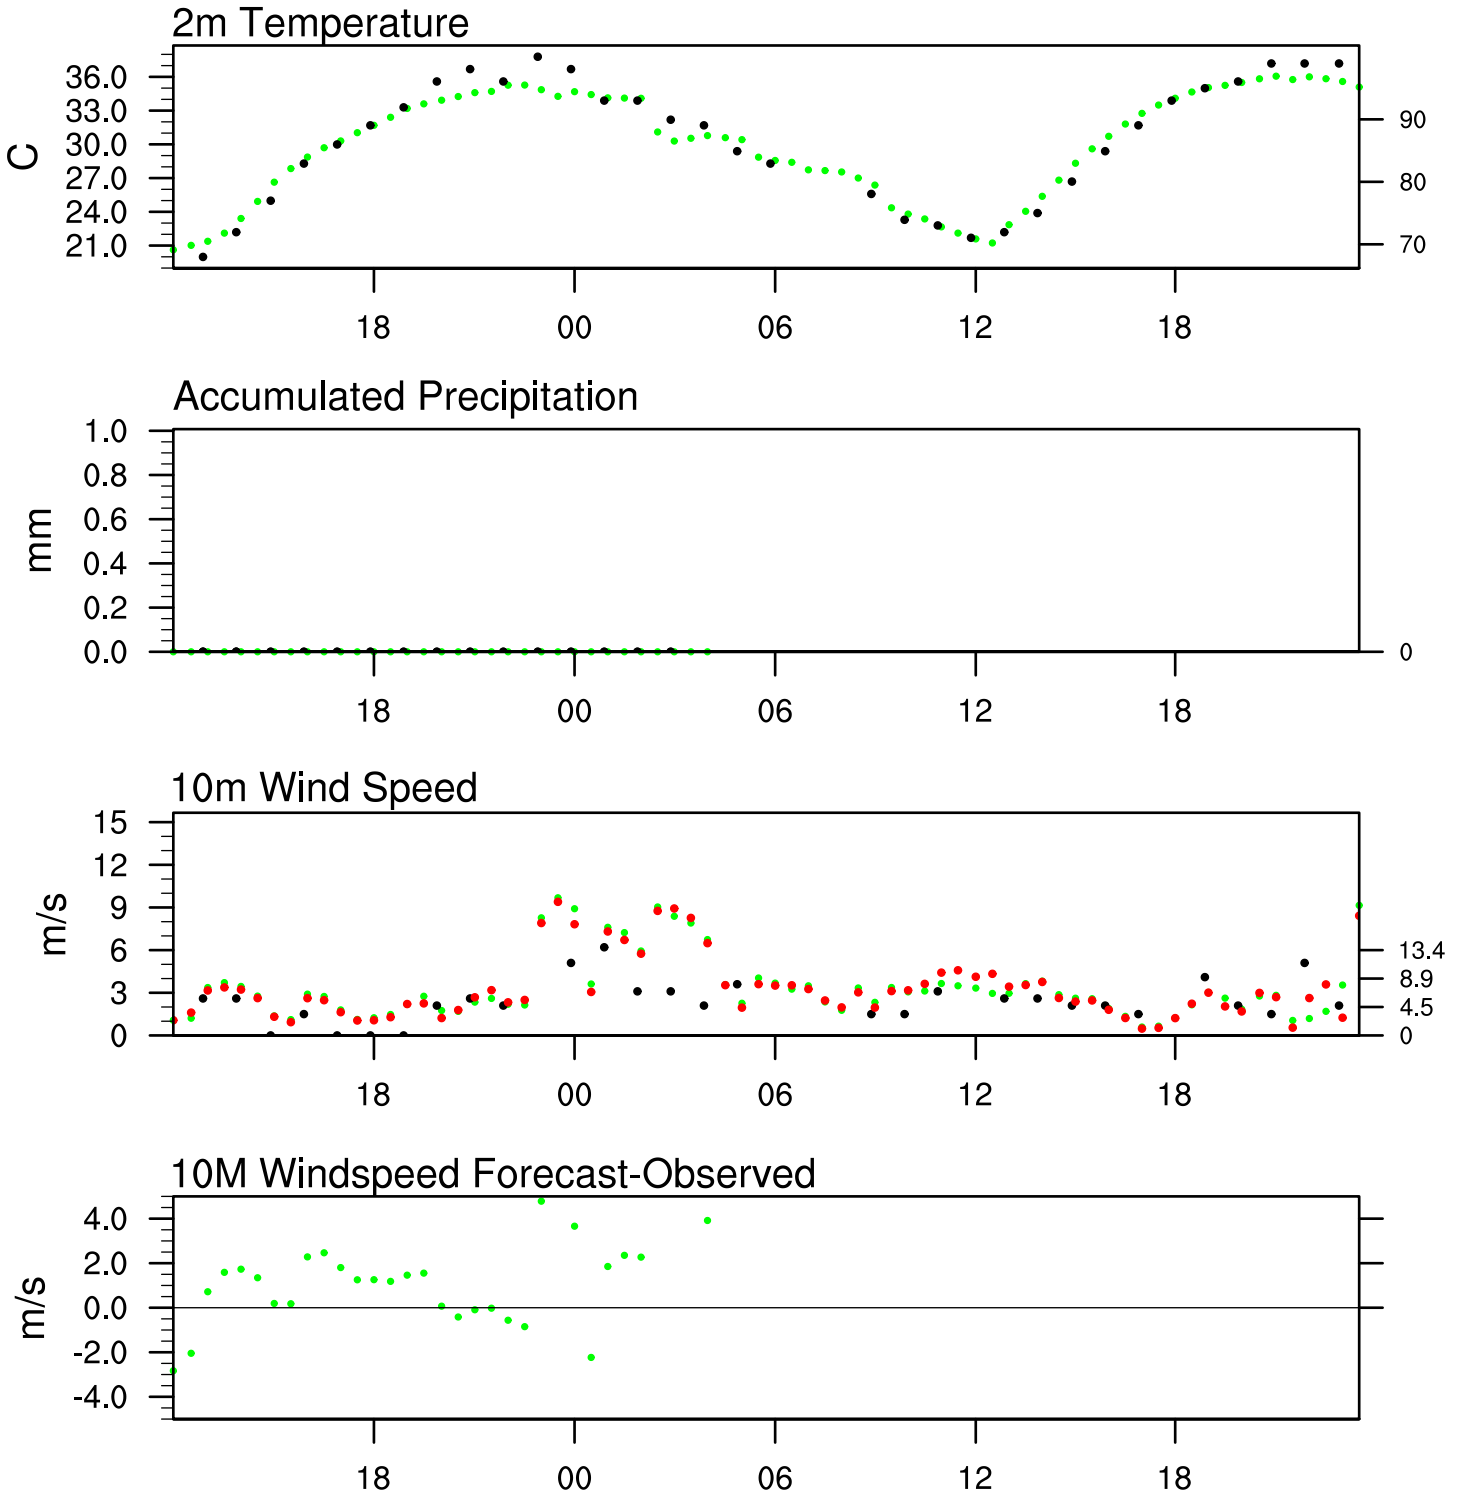 2m Temperature
36.0
33.0
30.0
27.0
24.0
21.0
C
90
80
70
18 00 06 12 18
Accumulated Precipitation
1.0
0.8
0.6
0.4
0.2
0.0
mm
0
18 00 06 12 18
10m Wind Speed
15
12
9
6
3
0
m/s
13.4
8.9
4.5
0
18 00 06 12 18
10M Windspeed Forecast-Observed
4.0
2.0
0.0
-2.0
-4.0
m/s
18 00 06 12 18